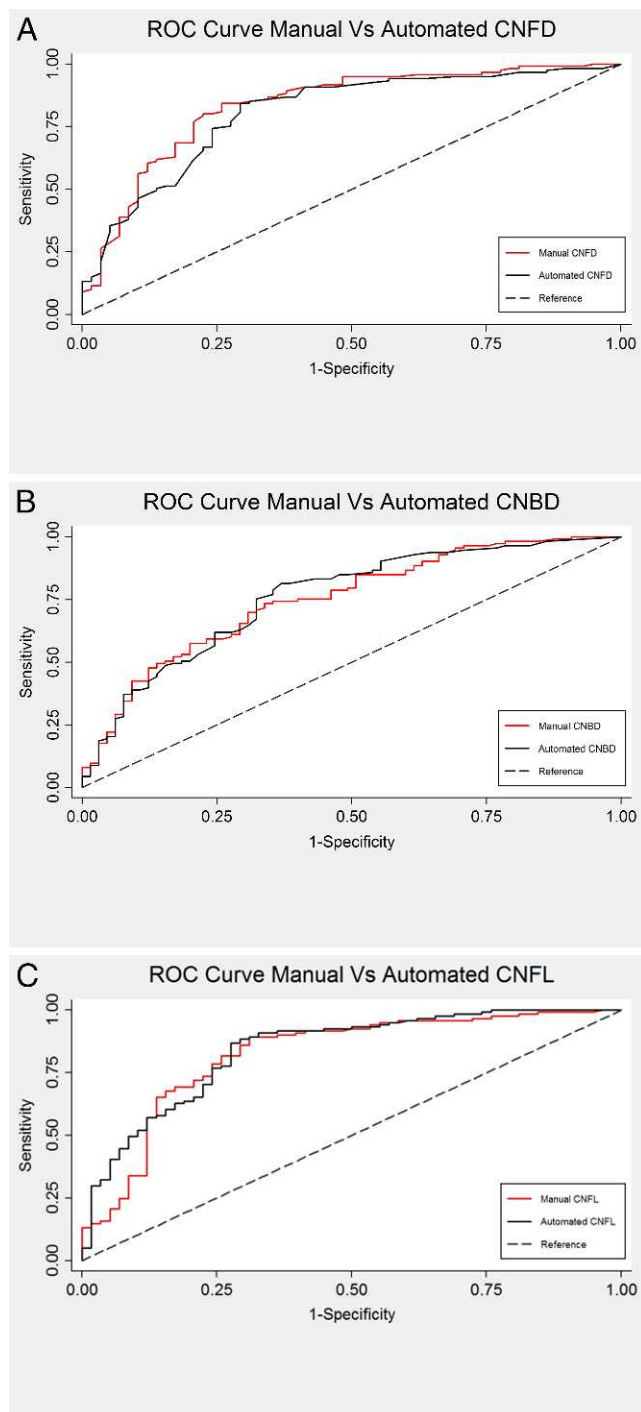 A
ROC Curve Manual Vs Automated CNFD
Sensitivity
1.00
0.75
0.50
0.25
0.00
Manual CNFD
Automated CNFD
Reference
0.00 0.25 0.50 0.75 1.00
1-Specificity
B
ROC Curve Manual Vs Automated CNBD
Sensitivity
1.00
0.75
0.50
0.25
0.00
Manual CNBD
Automated CNBD
Reference
0.00 0.25 0.50 0.75 1.00
1-Specificity
C
ROC Curve Manual Vs Automated CNFL
Sensitivity
1.00
0.75
0.50
0.25
0.00
Manual CNFL
Automated CNFL
Reference
0.00 0.25 0.50 0.75 1.00
1-Specificity